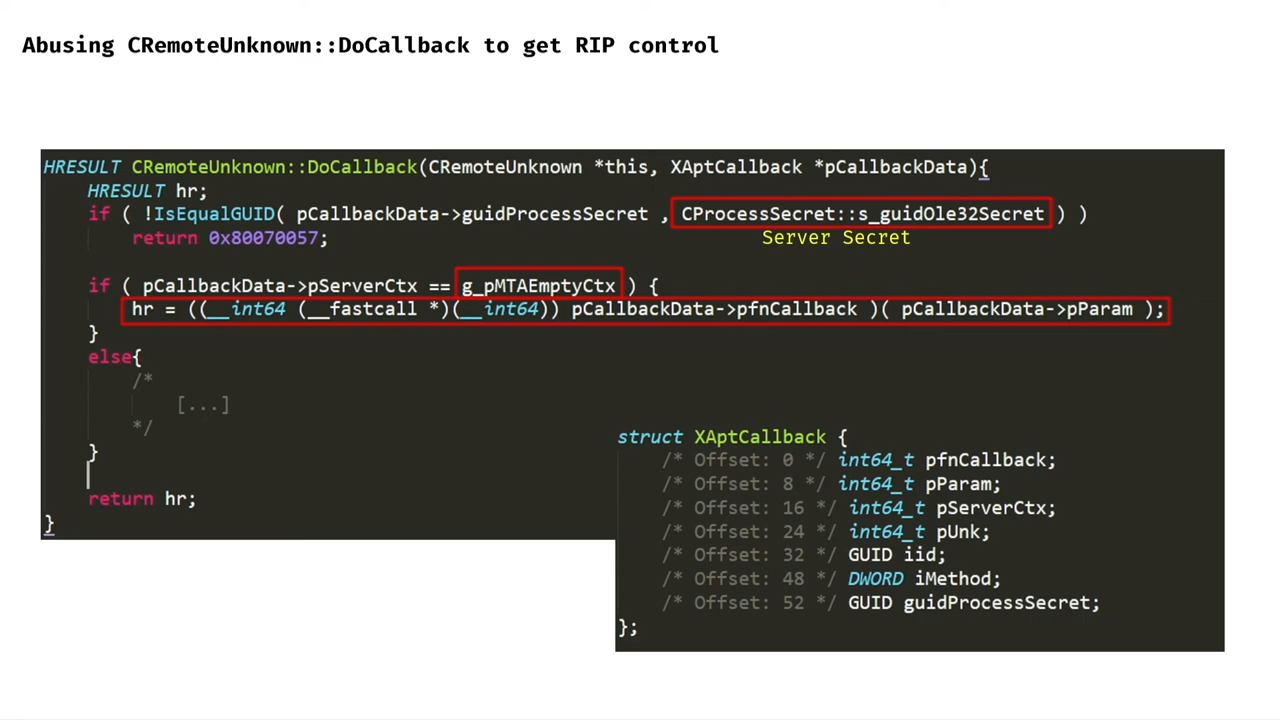 Abusing CRemoteUnknown::DoCallback to get RIP control
HRESULT CRemoteUnknown::DoCallback(CRemoteUnknown *this, XAptCallback *pCallbackData){
HRESULT hr;
if ( !IsEqualGUID( pCallbackData->guidProcessSecret , CProcessSecret::s_guidOle32Secret ) )
Server Secret
return 0x80070057;
if ( pCallbackData->pServerCtx == g_pMTAEmptyCtx ) {
hr = ((__int64 (__fastcall *)(__int64)) pCallbackData->pfnCallback )( pCallbackData->pParam );
}
else{
/*
[...]
*/
}
return hr;
}
struct XAptCallback {
/* Offset: 0 */ int64_t pfnCallback;
/* Offset: 8 */ int64_t pParam;
/* Offset: 16 */ int64_t pServerCtx;
/* Offset: 24 */ int64_t pUnk;
/* Offset: 32 */ GUID iid;
/* Offset: 48 */ DWORD iMethod;
/* Offset: 52 */ GUID guidProcessSecret;
};